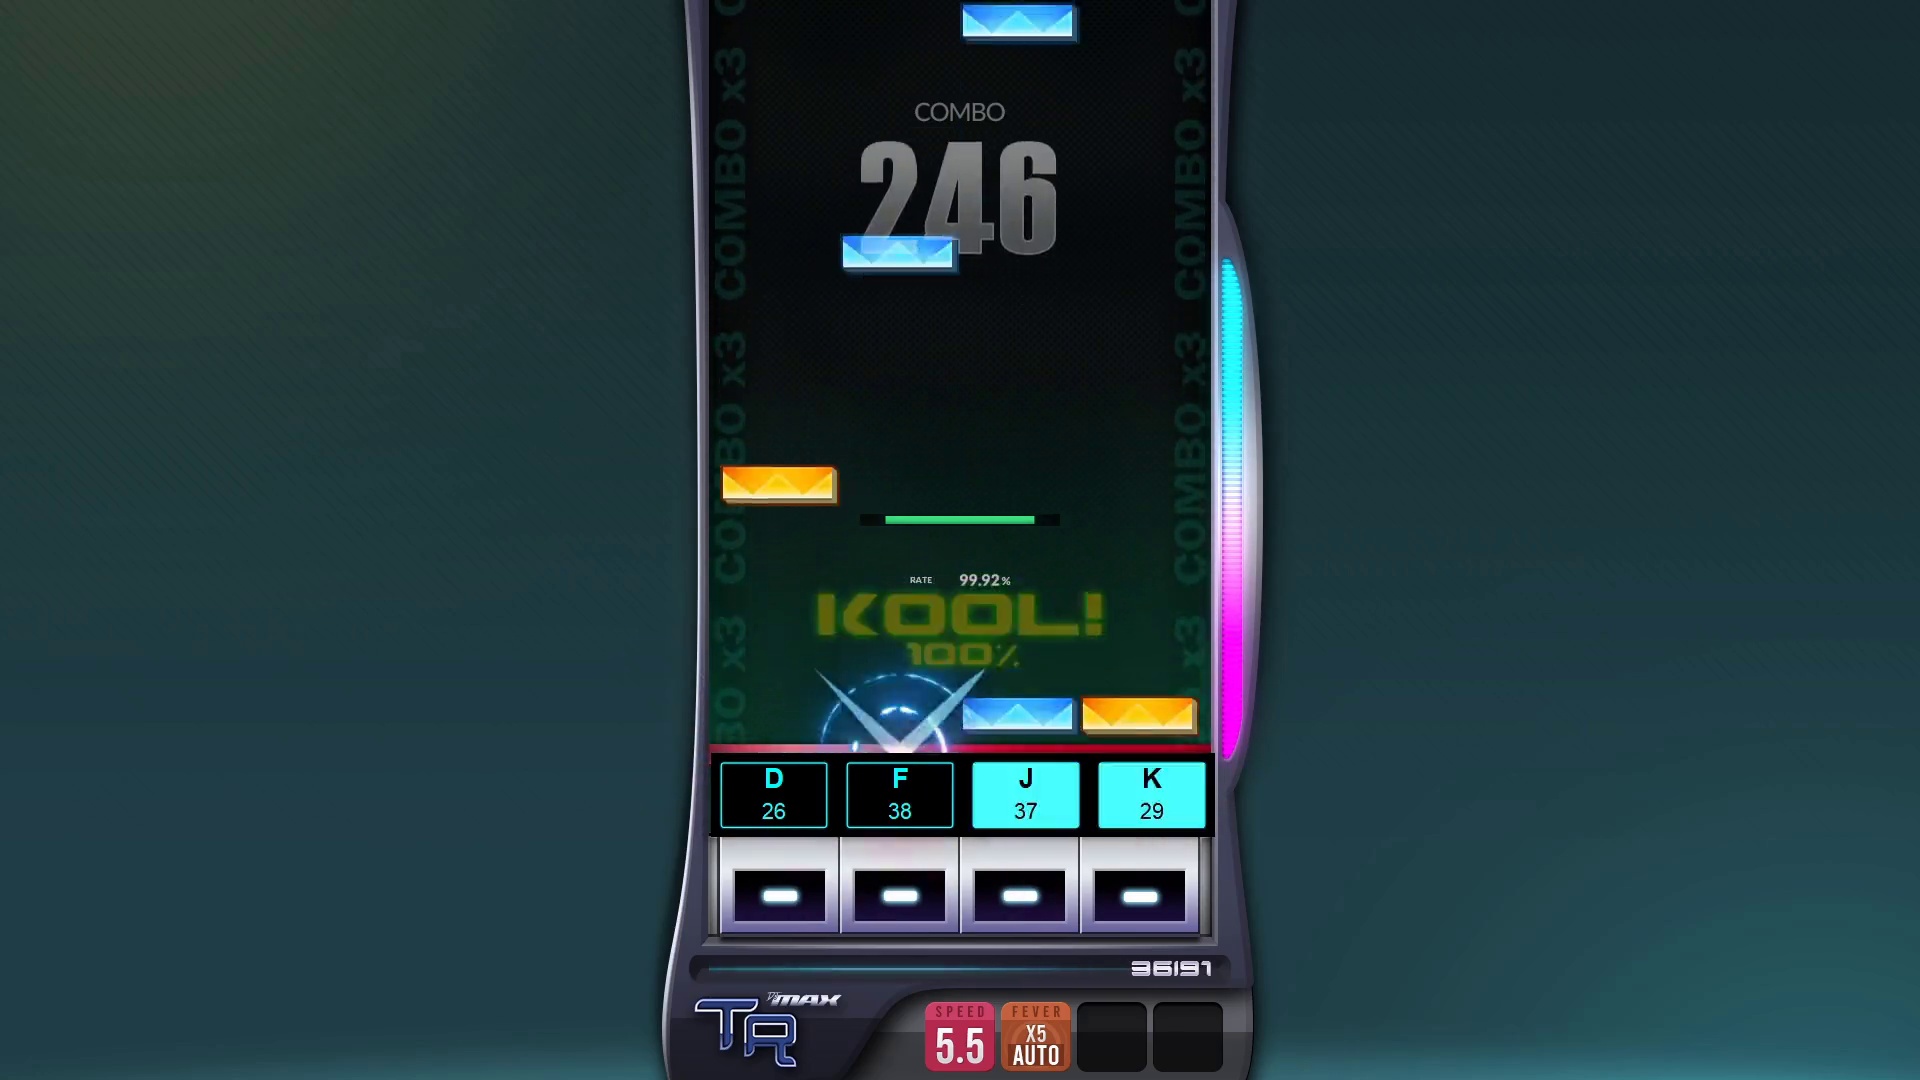 COMBO x3 COMBO x3 COMBO x3
COMBO x3 COMBO x3 COMBO x3
COMBO
246
RATE 99.92%
KOOL!
100%
D F J K
26 38 37 29
36191
TR MAX
SPEED FEVER
5.5 X5
AUTO